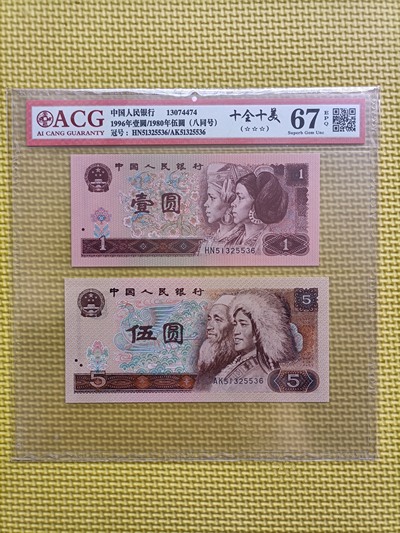 ACG
AI CANG GUARANTY
中国人民银行 13074474
1996年壹圆/1980年伍圆 (八同号)
冠号: HN51325536/AK51325536
十全十美
(☆☆☆)
67
EPQ
Superb Gem Unc
中国人民银行
1
壹圆
1
HN51325536
1
中国人民银行
5
伍圆
AK51325536
5
5